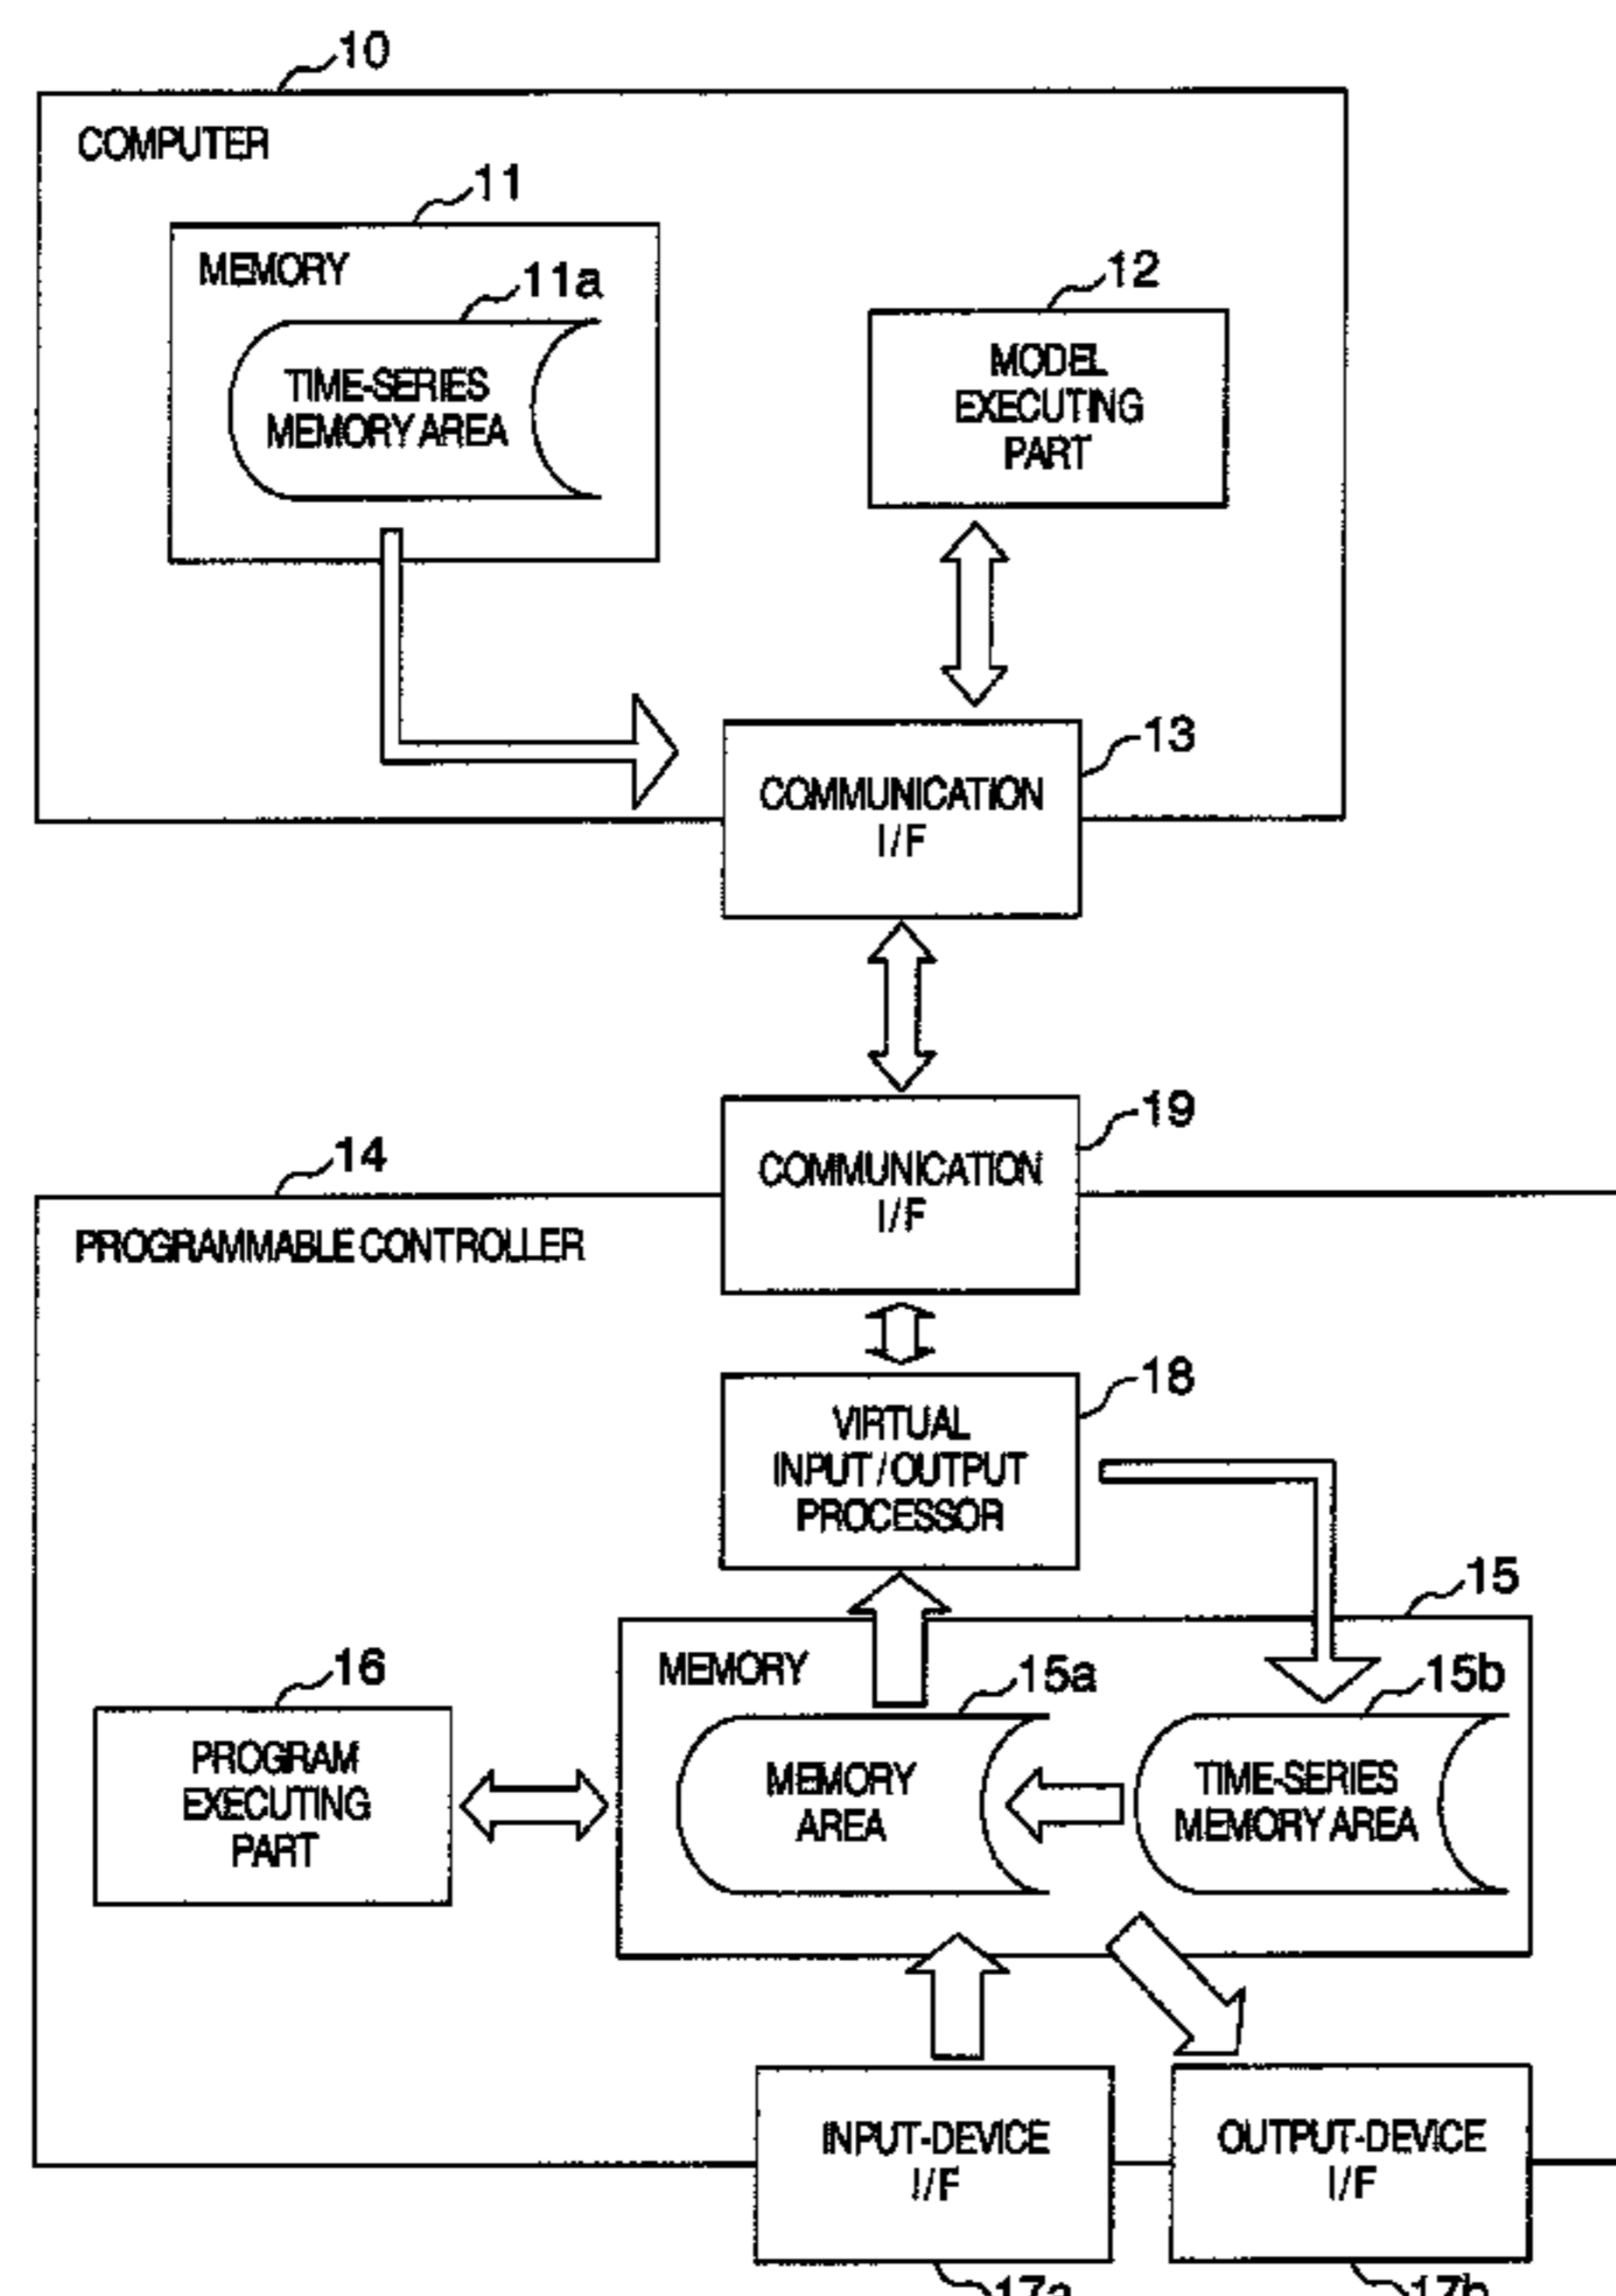 10
COMPUTER
11
MEMORY
11a
TIME-SERIES
MEMORY AREA
12
MODEL
EXECUTING
PART
13
COMMUNICATION
I/F
19
COMMUNICATION
I/F
14
PROGRAMMABLE CONTROLLER
18
VIRTUAL
INPUT/OUTPUT
PROCESSOR
15
MEMORY
15a
MEMORY
AREA
15b
TIME-SERIES
MEMORY AREA
16
PROGRAM
EXECUTING
PART
INPUT-DEVICE
I/F
17a
OUTPUT-DEVICE
I/F
17b